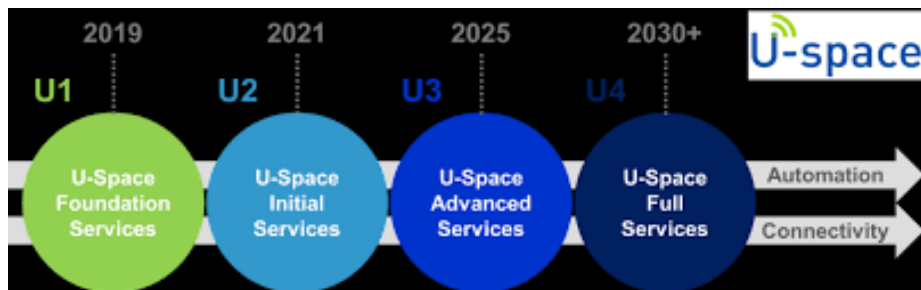 2019
2021
2025
2030+
U-space
U1
U2
U3
U4
U-Space
Foundation
Services
U-Space
Initial
Services
U-Space
Advanced
Services
U-Space
Full
Services
Automation
Connectivity